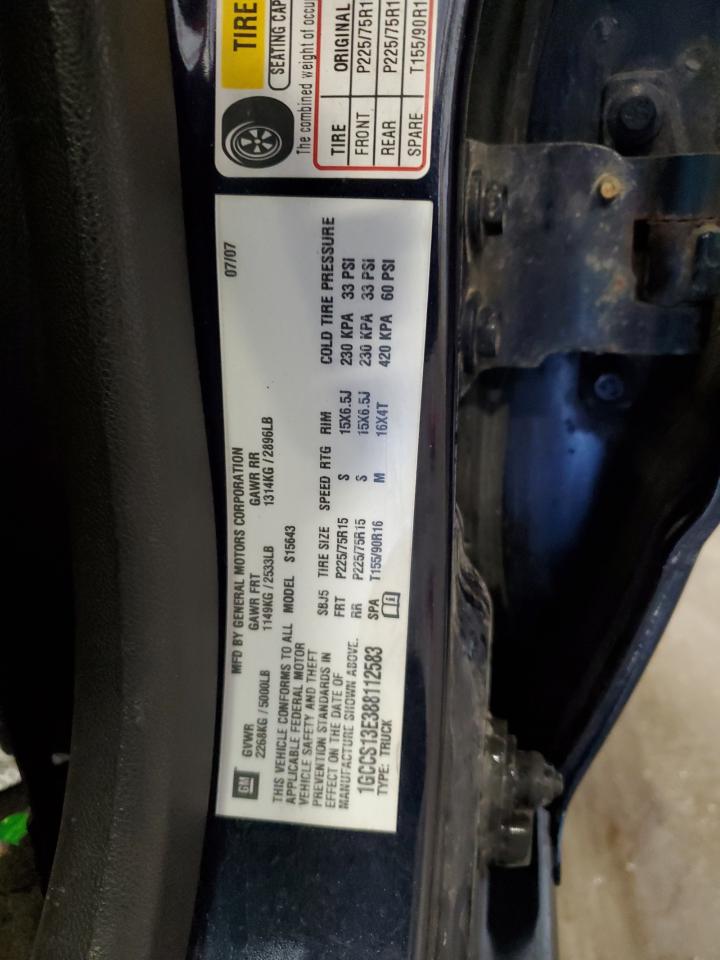 GM
MFD BY GENERAL MOTORS CORPORATION
07/07
GVWR GAWR FRT GAWR RR
2268KG / 5000LB 1149KG / 2533LB 1314KG / 2896LB
THIS VEHICLE CONFORMS TO ALL
APPLICABLE FEDERAL MOTOR
VEHICLE SAFETY AND THEFT
PREVENTION STANDARDS IN
EFFECT ON THE DATE OF
MANUFACTURE SHOWN ABOVE.
1GCCS13E388112583
TYPE: TRUCK
MODEL S15643
SBJ5 TIRE SIZE SPEED RTG RIM COLD TIRE PRESSURE
FRT P225/75R15 S 15X6.5J 230 KPA 33 PSI
RR P225/75R15 S 15X6.5J 230 KPA 33 PSI
SPA T155/90R16 M 16X4T 420 KPA 60 PSI
TIRE
SEATING CAP
The combined weight of occu
TIRE ORIGINAL
FRONT P225/75R1
REAR P225/75R1
SPARE T155/90R1